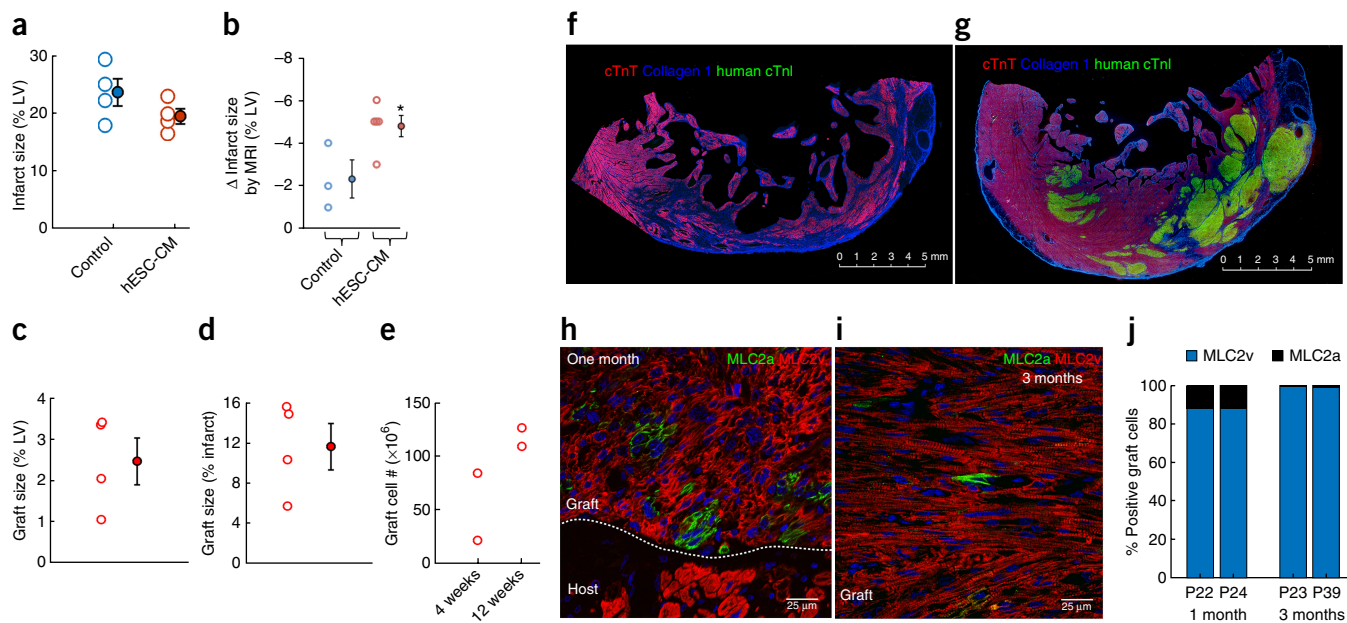 a
Infarct size (% LV)
30
20
10
0
Control
hESC-CM
b
Δ Infarct size
by MRI (% LV)
–8
–6
–4
–2
0
*
Control
hESC-CM
c
Graft size (% LV)
4
3
2
1
0
d
Graft size (% infarct)
16
12
8
4
0
e
Graft cell # (×10⁶)
150
100
50
0
4 weeks
12 weeks
f
cTnT Collagen 1 human cTnI
0 1 2 3 4 5 mm
g
cTnT Collagen 1 human cTnI
0 1 2 3 4 5 mm
h
One month MLC2a MLC2v
Graft
Host
25 µm
i
MLC2a MLC2v
3 months
Graft
25 µm
j
MLC2v MLC2a
% Positive graft cells
100
80
60
40
20
0
P22 P24 P23 P39
1 month 3 months